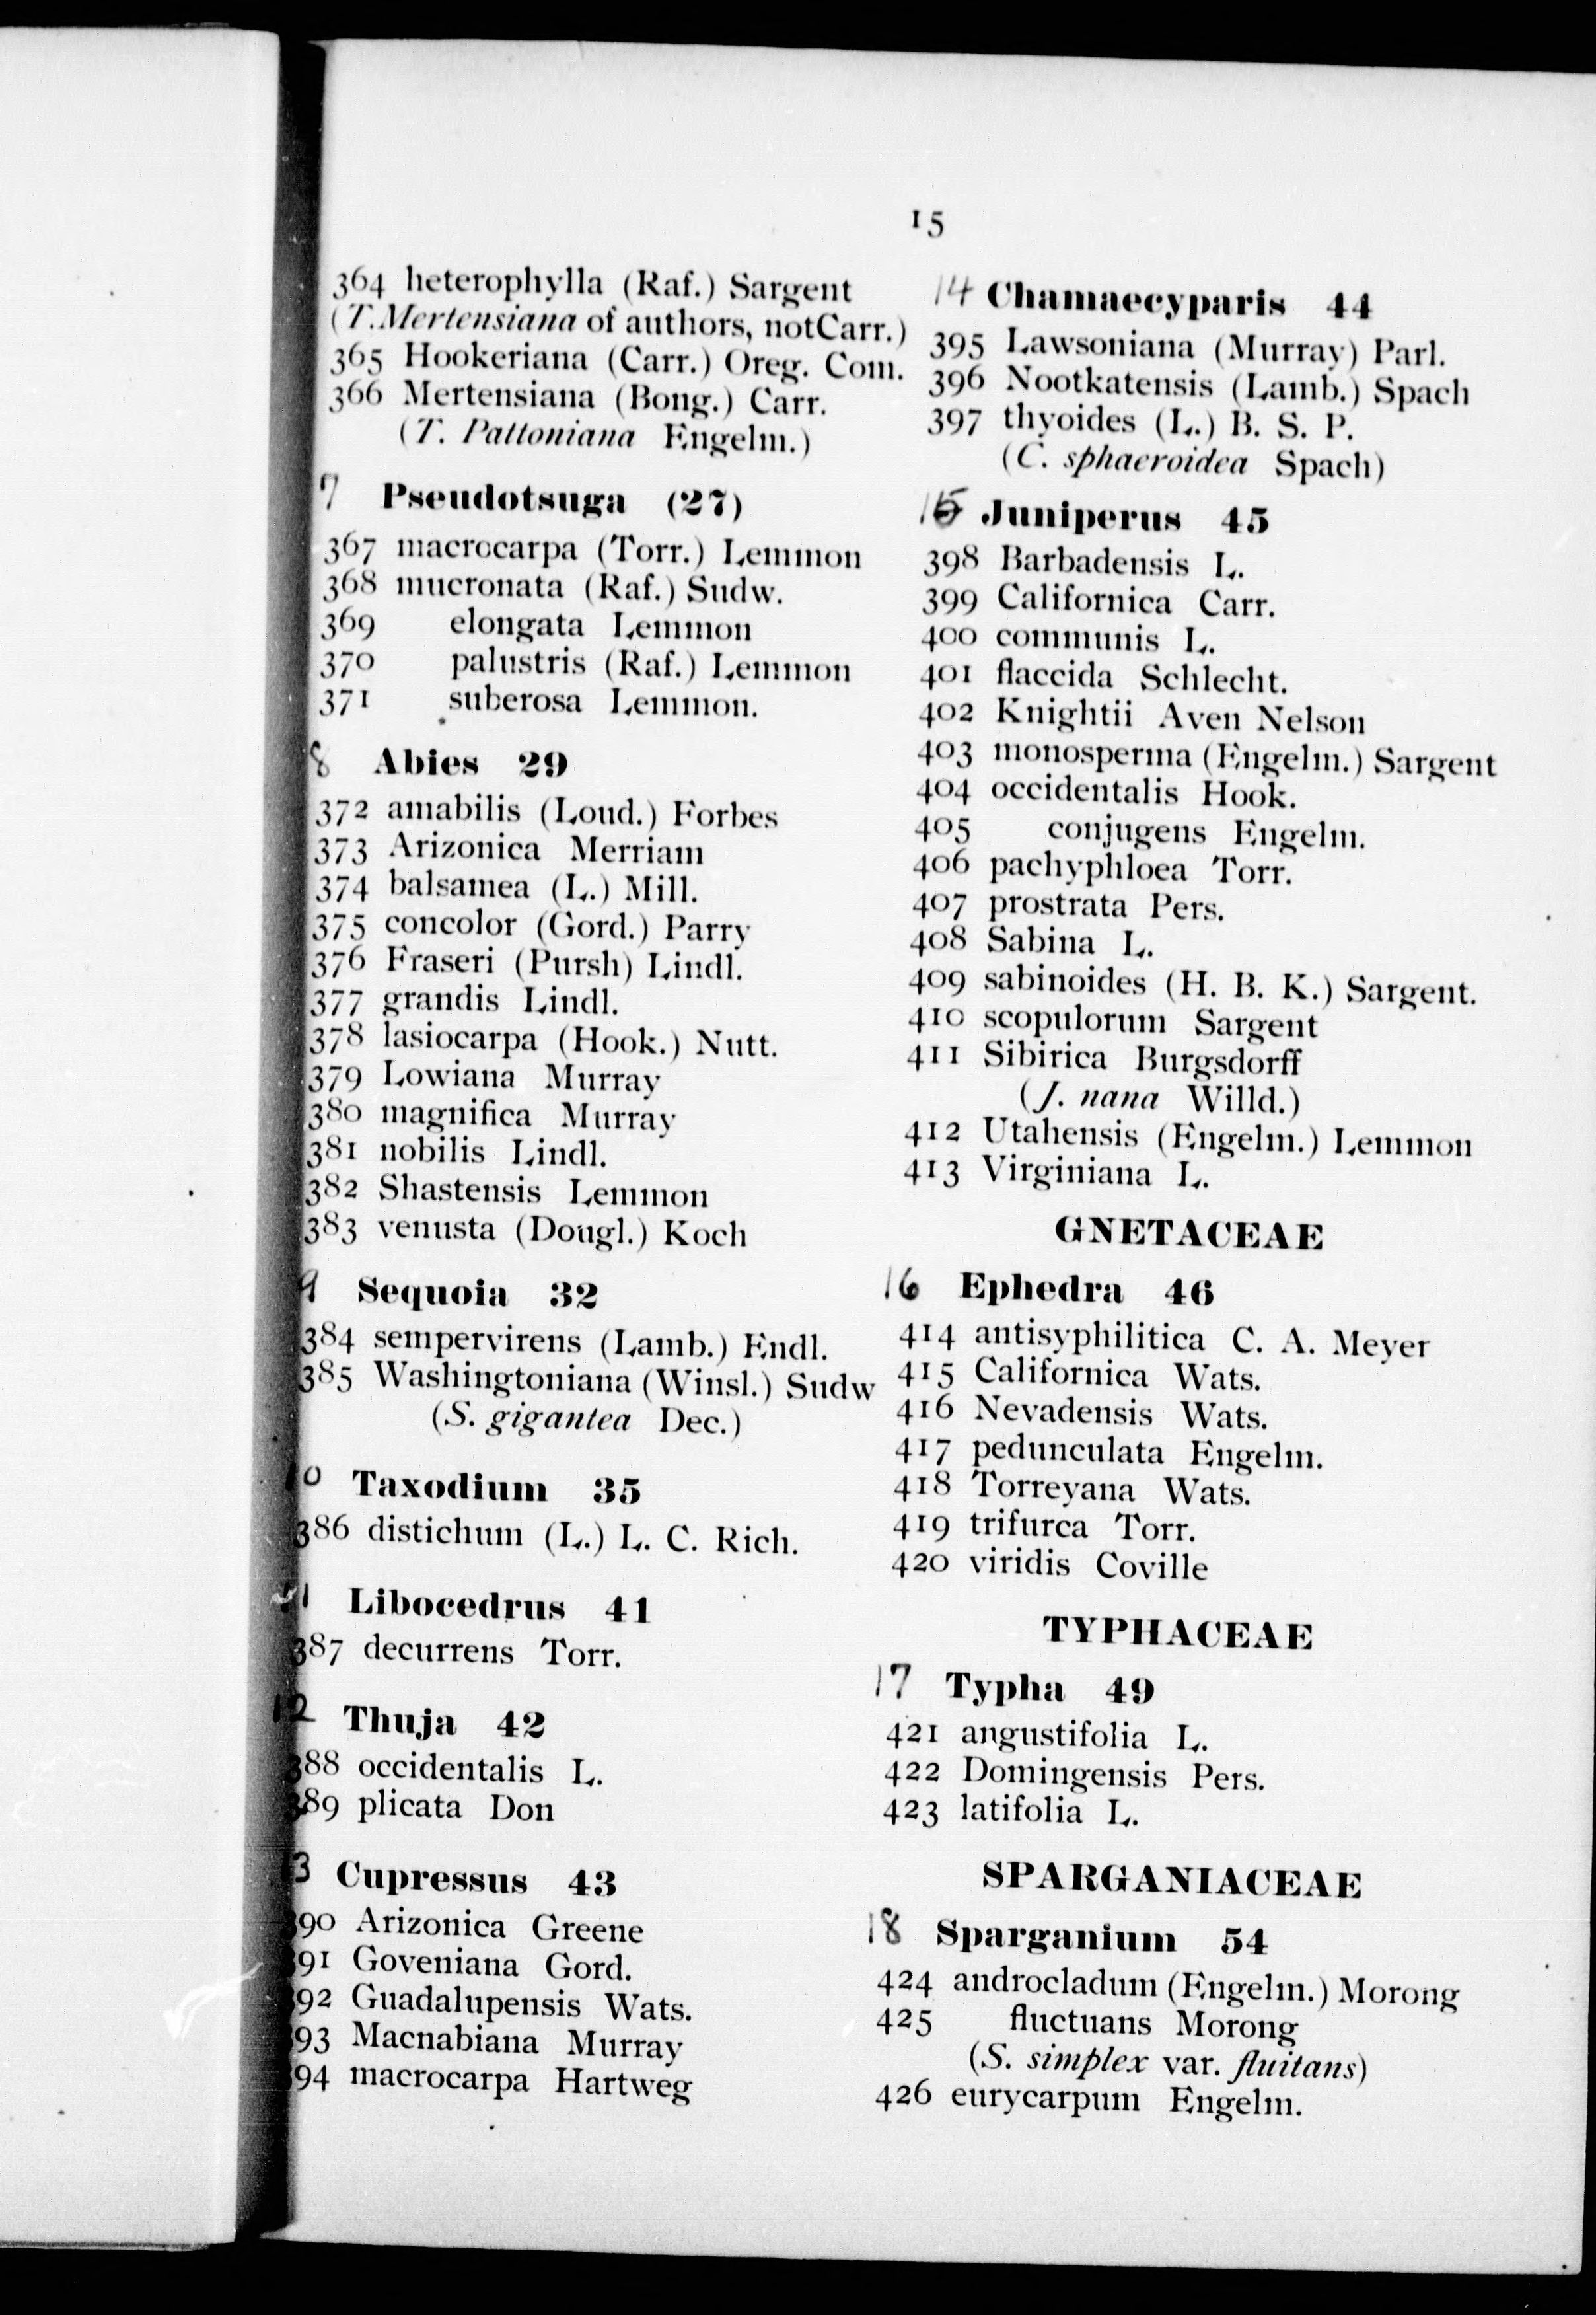 15
364 heterophylla (Raf.) Sargent
(T. Mertensiana of authors, not Carr.)
365 Hookeriana (Carr.) Oreg. Com.
366 Mertensiana (Bong.) Carr.
(T. Pattoniana Engelm.)
7 Pseudotsuga (27)
367 macrocarpa (Torr.) Lemmon
368 mucronata (Raf.) Sudw.
369 elongata Lemmon
370 palustris (Raf.) Lemmon
371 suberosa Lemmon.
8 Abies 29
372 amabilis (Loud.) Forbes
373 Arizonica Merriam
374 balsamea (L.) Mill.
375 concolor (Gord.) Parry
376 Fraseri (Pursh) Lindl.
377 grandis Lindl.
378 lasiocarpa (Hook.) Nutt.
379 Lowiana Murray
380 magnifica Murray
381 nobilis Lindl.
382 Shastensis Lemmon
383 venusta (Dougl.) Koch
9 Sequoia 32
384 sempervirens (Lamb.) Endl.
385 Washingtoniana (Winsl.) Sudw
(S. gigantea Dec.)
10 Taxodium 35
386 distichum (L.) L. C. Rich.
11 Libocedrus 41
387 decurrens Torr.
12 Thuja 42
388 occidentalis L.
389 plicata Don
13 Cupressus 43
390 Arizonica Greene
391 Goveniana Gord.
392 Guadalupensis Wats.
393 Macnabiana Murray
394 macrocarpa Hartweg
14 Chamaecyparis 44
395 Lawsoniana (Murray) Parl.
396 Nootkatensis (Lamb.) Spach
397 thyoides (L.) B. S. P.
(C. sphaeroidea Spach)
15 Juniperus 45
398 Barbadensis L.
399 Californica Carr.
400 communis L.
401 flaccida Schlecht.
402 Knightii Aven Nelson
403 monosperma (Engelm.) Sargent
404 occidentalis Hook.
405 conjugens Engelm.
406 pachyphloea Torr.
407 prostrata Pers.
408 Sabina L.
409 sabinoides (H. B. K.) Sargent.
410 scopulorum Sargent
411 Sibirica Burgsdorff
(J. nana Willd.)
412 Utahensis (Engelm.) Lemmon
413 Virginiana L.
GNETACEAE
16 Ephedra 46
414 antisyphilitica C. A. Meyer
415 Californica Wats.
416 Nevadensis Wats.
417 pedunculata Engelm.
418 Torreyana Wats.
419 trifurca Torr.
420 viridis Coville
TYPHACEAE
17 Typha 49
421 angustifolia L.
422 Domingensis Pers.
423 latifolia L.
SPARGANIACEAE
18 Sparganium 54
424 androcladum (Engelm.) Morong
425 fluctuans Morong
(S. simplex var. fluitans)
426 eurycarpum Engelm.